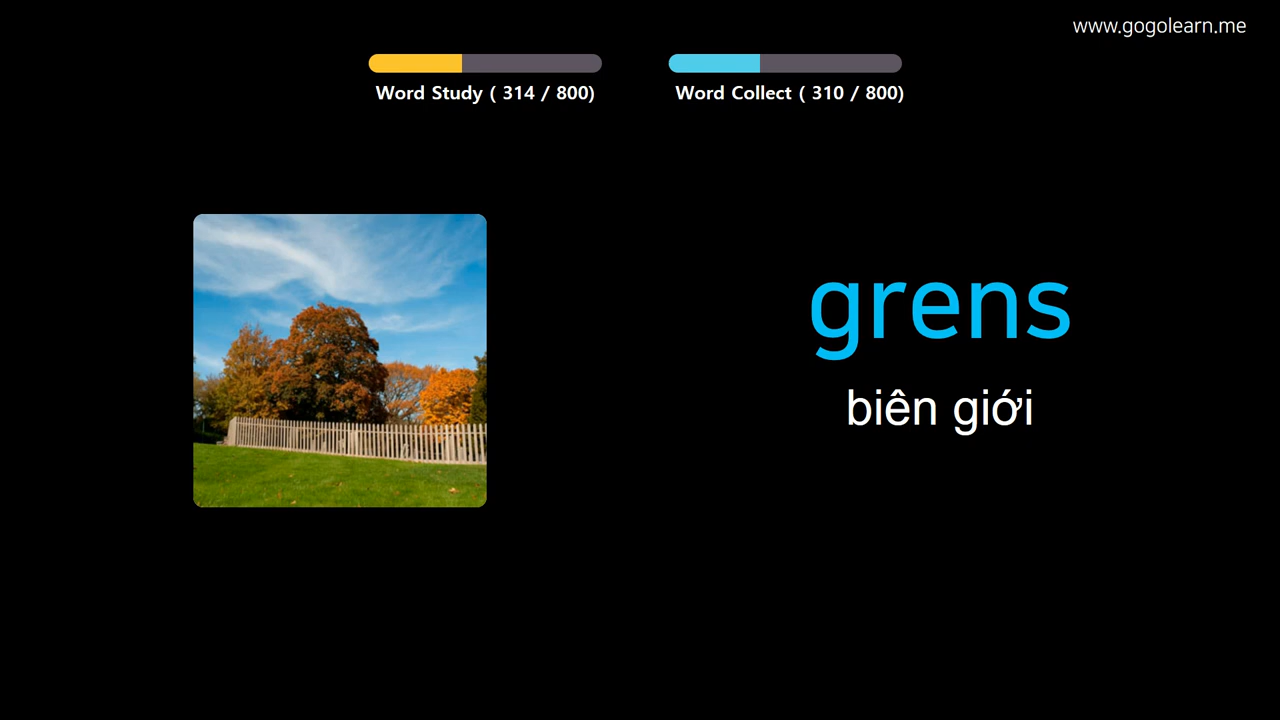 www.gogolearn.me
Word Study ( 314 / 800)
Word Collect ( 310 / 800)
grens
biên giới